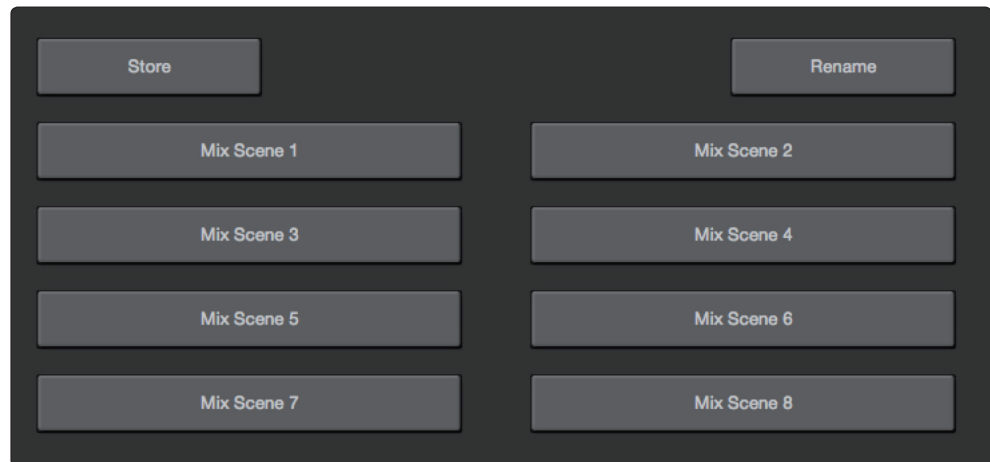 Store
Rename
Mix Scene 1
Mix Scene 2
Mix Scene 3
Mix Scene 4
Mix Scene 5
Mix Scene 6
Mix Scene 7
Mix Scene 8